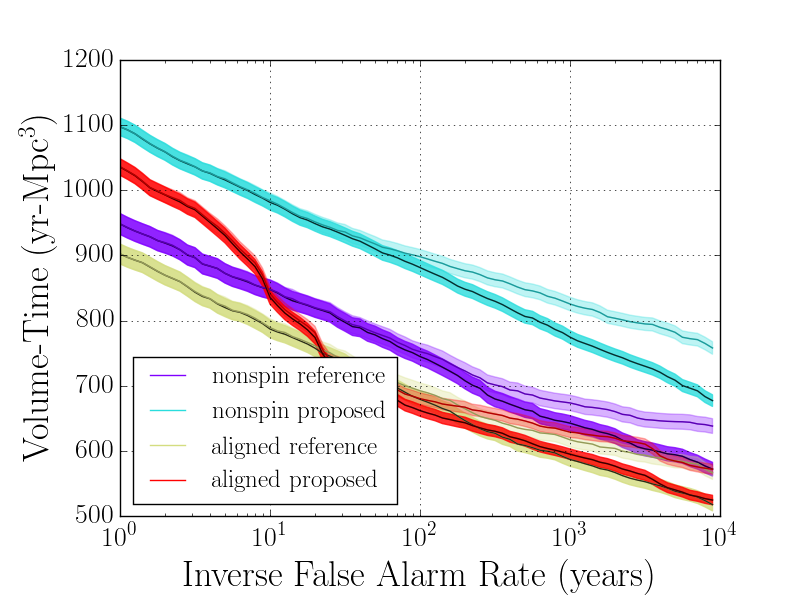 1200
1100
1000
900
800
700
600
500
Volume-Time (yr-Mpc³)
nonspin reference
nonspin proposed
aligned reference
aligned proposed
10⁰ 10¹ 10² 10³ 10⁴
Inverse False Alarm Rate (years)